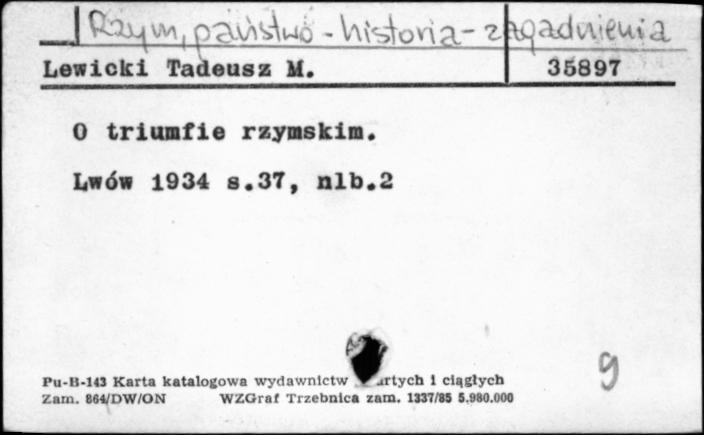 Rzym, państwo - historia - zagadnienia
Lewicki Tadeusz M. 35897
O triumfie rzymskim.
Lwów 1934 s.37, nlb.2
9
Pu-B-143 Karta katalogowa wydawnictw artych i ciągłych
Zam. 864/DW/ON WZGraf Trzebnica zam. 1337/85 5.980.000